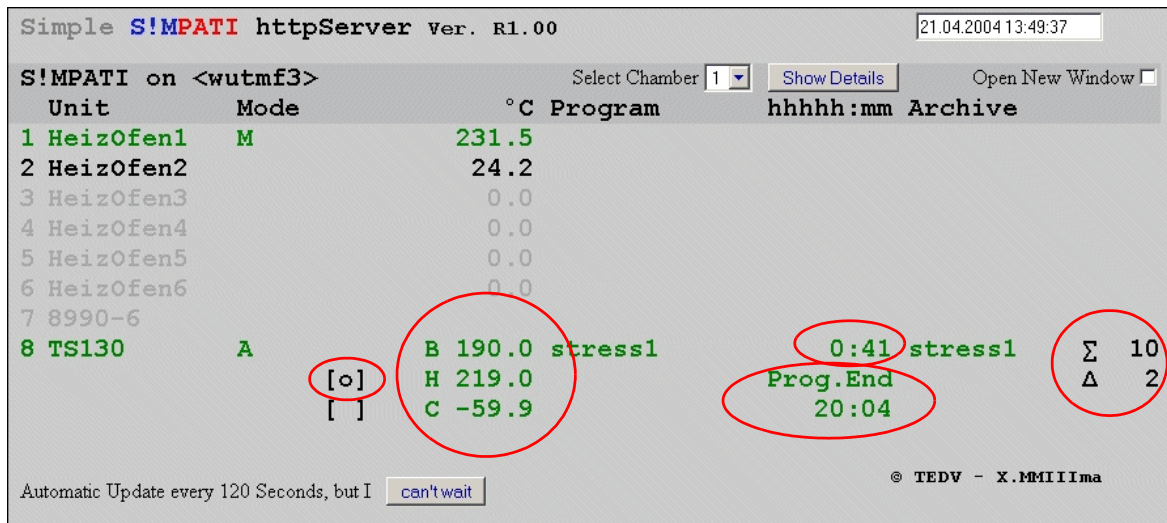 Simple S!MPATI httpServer Ver. R1.00 21.04.2004 13:49:37
S!MPATI on <wutmf3> Select Chamber 1 Show Details Open New Window
Unit Mode °C Program hhhhh:mm Archive
1 HeizOfen1 M 231.5
2 HeizOfen2 24.2
3 HeizOfen3 0.0
4 HeizOfen4 0.0
5 HeizOfen5 0.0
6 HeizOfen6 0.0
7 8990-6
8 TS130 A B 190.0 stress1 0:41 stress1 Σ 10
[o] H 219.0 Prog.End Δ 2
[ ] C -59.9 20:04
© TEDV - X.MMIIIma
Automatic Update every 120 Seconds, but I can't wait